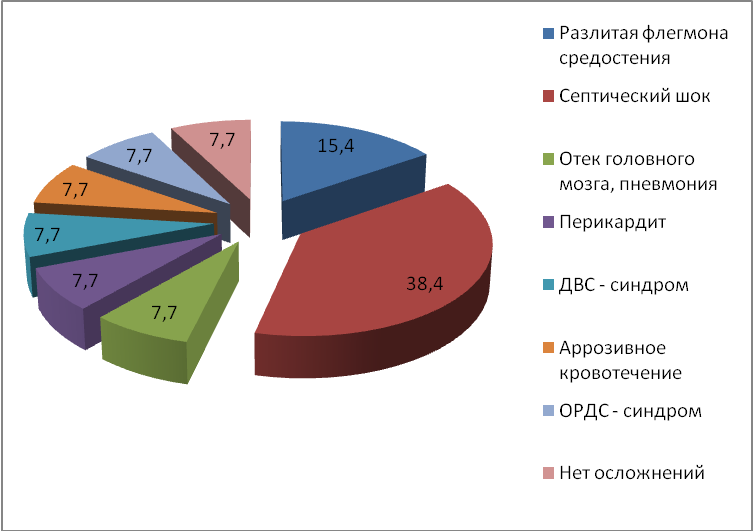 15,4
38,4
7,7
7,7
7,7
7,7
7,7
7,7
Разлитая флегмона
средостения
Септический шок
Отек головного
мозга, пневмония
Перикардит
ДВС - синдром
Аррозивное
кровотечение
ОРДС - синдром
Нет осложнений